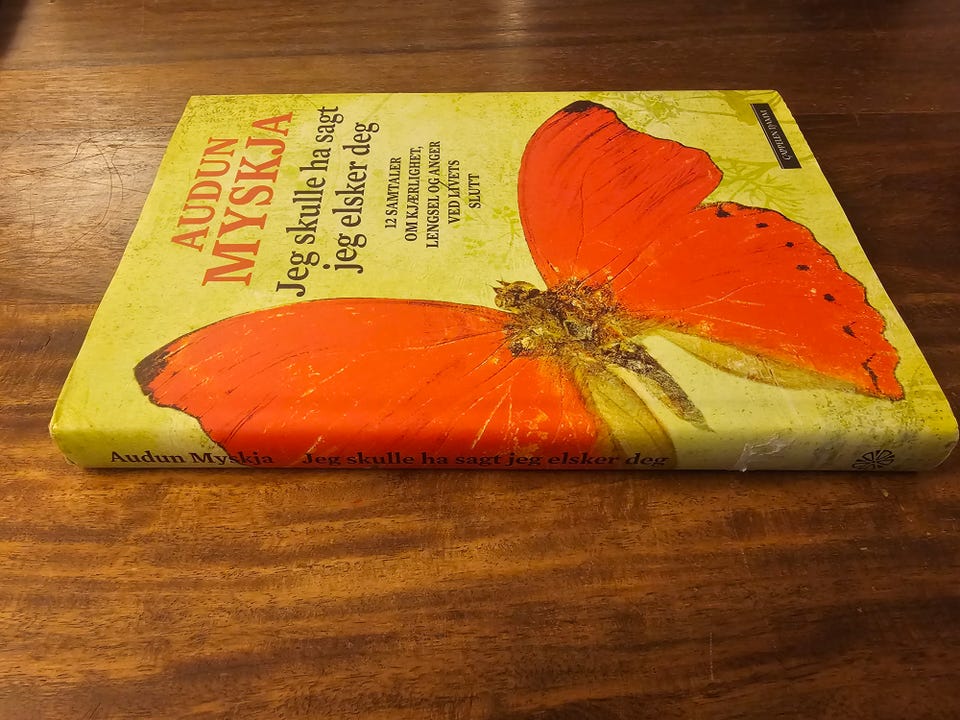 AUDUN
MYSKJA
Jeg skulle ha sagt
jeg elsker deg
12 SAMTALER
OM KJÆRLIGHET,
LENGSEL OG ANGER
VED LIVETS
SLUTT
CAPPELEN DAMM
Audun Myskja Jeg skulle ha sagt jeg elsker deg